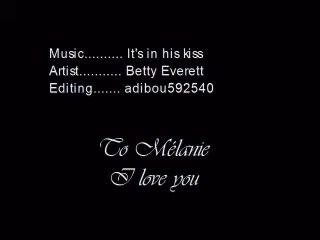 Music.......... It's in his kiss
Artist........... Betty Everett
Editing....... adibou592540
To Mélanie
I love you